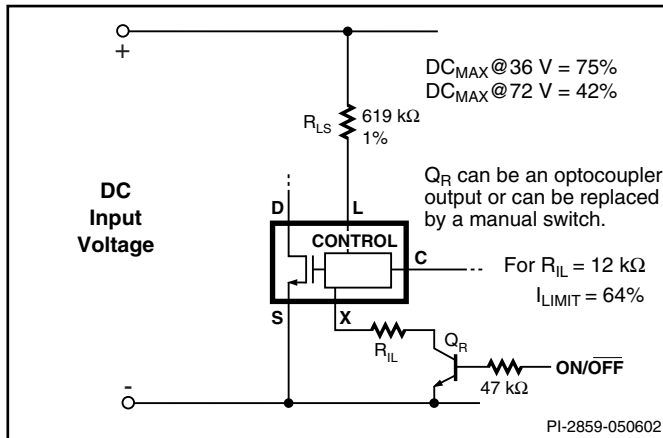 +
DC_MAX@36 V = 75%
DC_MAX@72 V = 42%
R_LS
619 kΩ
1%
DC
Input
Voltage
Q_R can be an optocoupler
output or can be replaced
by a manual switch.
D
L
CONTROL
C
For R_IL = 12 kΩ
I_LIMIT = 64%
S
X
R_IL
Q_R
47 kΩ
ON/O̅F̅F̅
-
PI-2859-050602